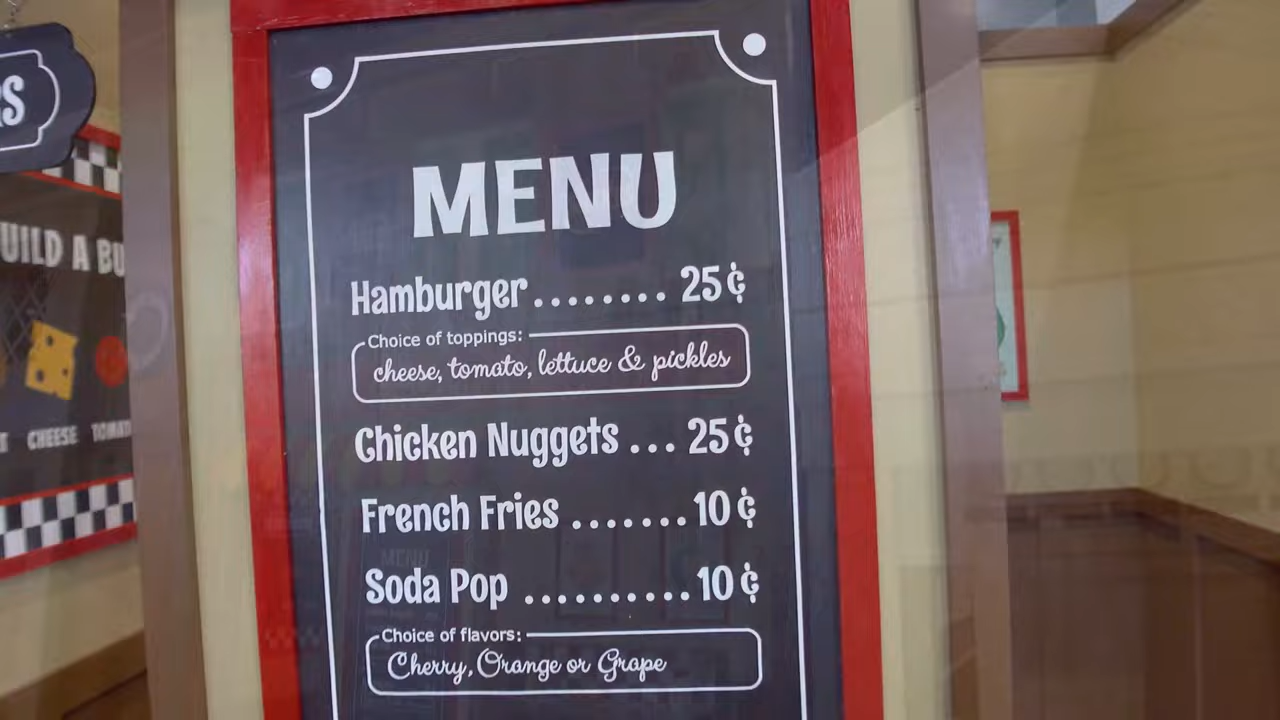 MENU
Hamburger........ 25¢
Choice of toppings:
cheese, tomato, lettuce & pickles
Chicken Nuggets... 25¢
French Fries.......10¢
Soda Pop ..........10¢
Choice of flavors:
Cherry, Orange or Grape
UILD A BU
CHEESE TOMAT